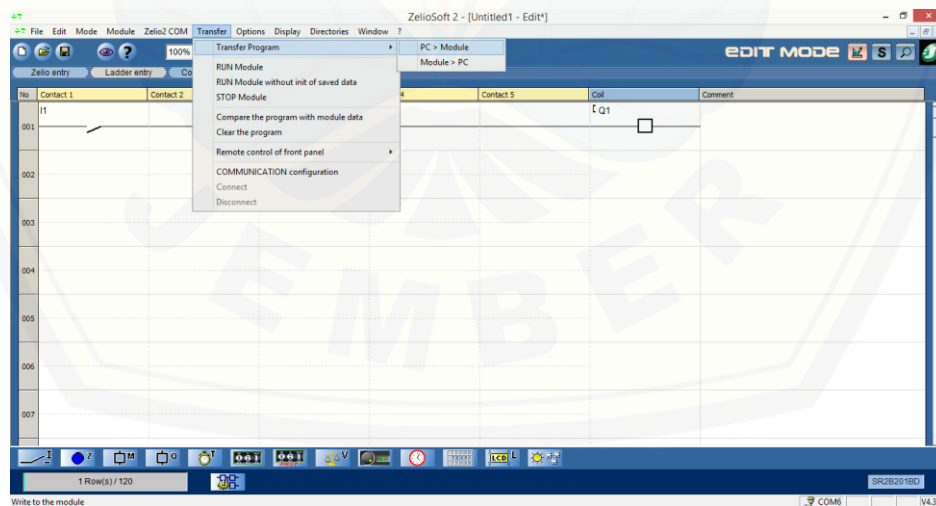 ZelioSoft 2 - [Untitled1 - Edit*]
File Edit Mode Module Zelio2 COM Transfer Options Display Directories Window ?
100%
EDIT MODE
S
Zelio entry
Ladder entry
Co
Transfer Program
PC > Module
Module > PC
RUN Module
RUN Module without init of saved data
STOP Module
Compare the program with module data
Clear the program
Remote control of front panel
COMMUNICATION configuration
Connect
Disconnect
No Contact 1 Contact 2 4 Contact 5 Coil Comment
001 I1 [ Q1
002
003
004
005
006
007
JEMBER
I Z M Q T V L
LCD
1 Row(s) / 120
SR2B201BD
Write to the module
COM6
V4.3